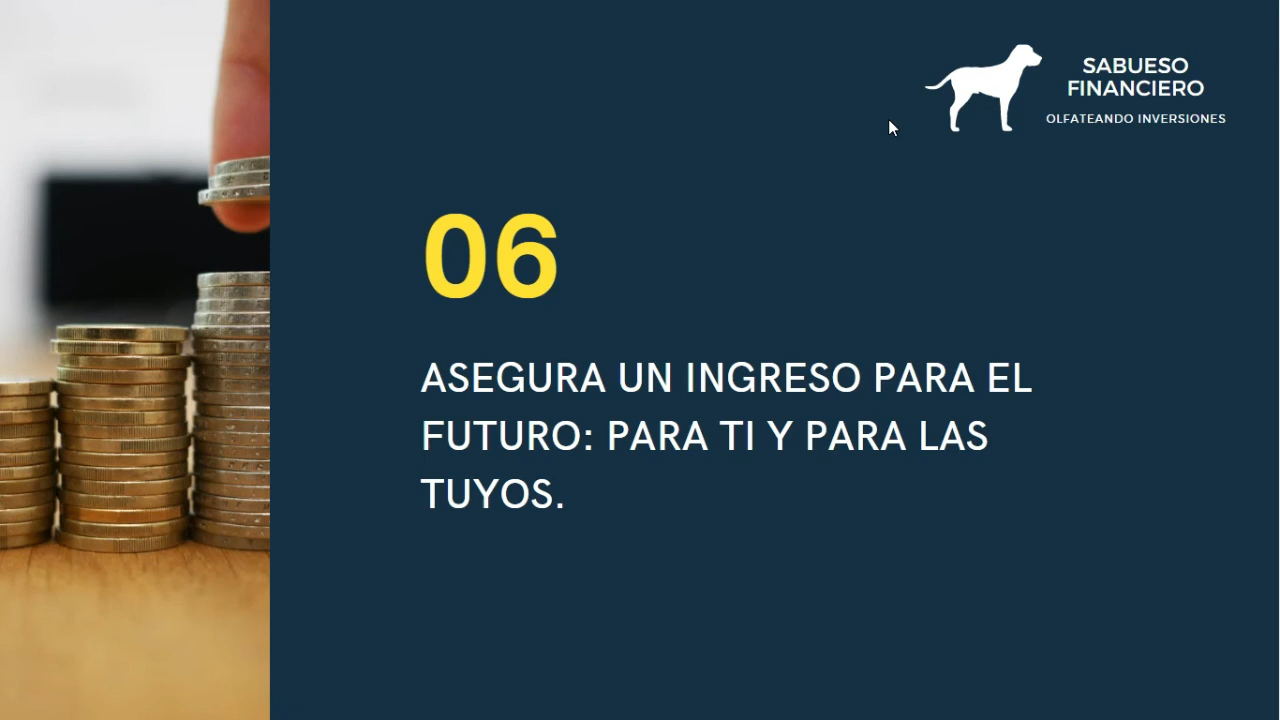 SABUESO
FINANCIERO
OLFATEANDO INVERSIONES
06
ASEGURA UN INGRESO PARA EL
FUTURO: PARA TI Y PARA LAS
TUYOS.